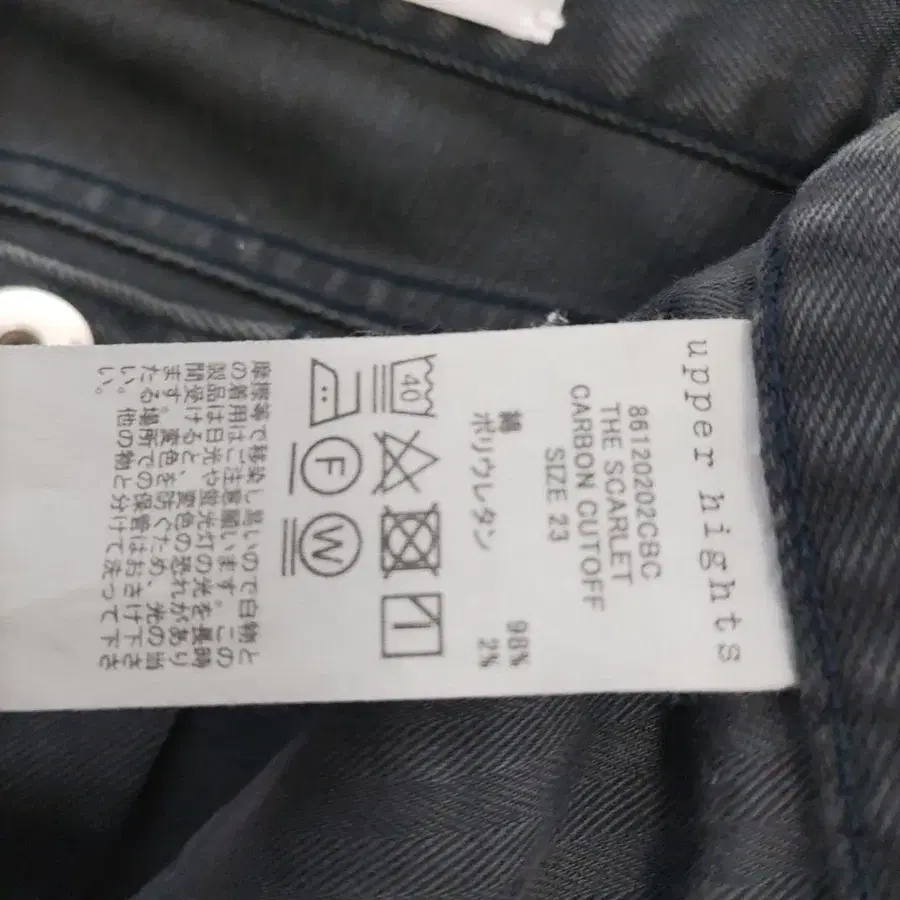 upper hights
86120202CBC
THE SCARLET
CARBON CUTOFF
SIZE 23
綿 98%
ポリウレタン 2%
40
F
W
摩擦等で移染し易いので白物と
の着用はご注意願います。この
製品は日光や蛍光灯の光を長時
間受けると、変色の恐れがあり
ます。変色を防ぐため、光の当
たる場所での保管はおさけ下さ
い。他の物と分けて洗って下さ
い。